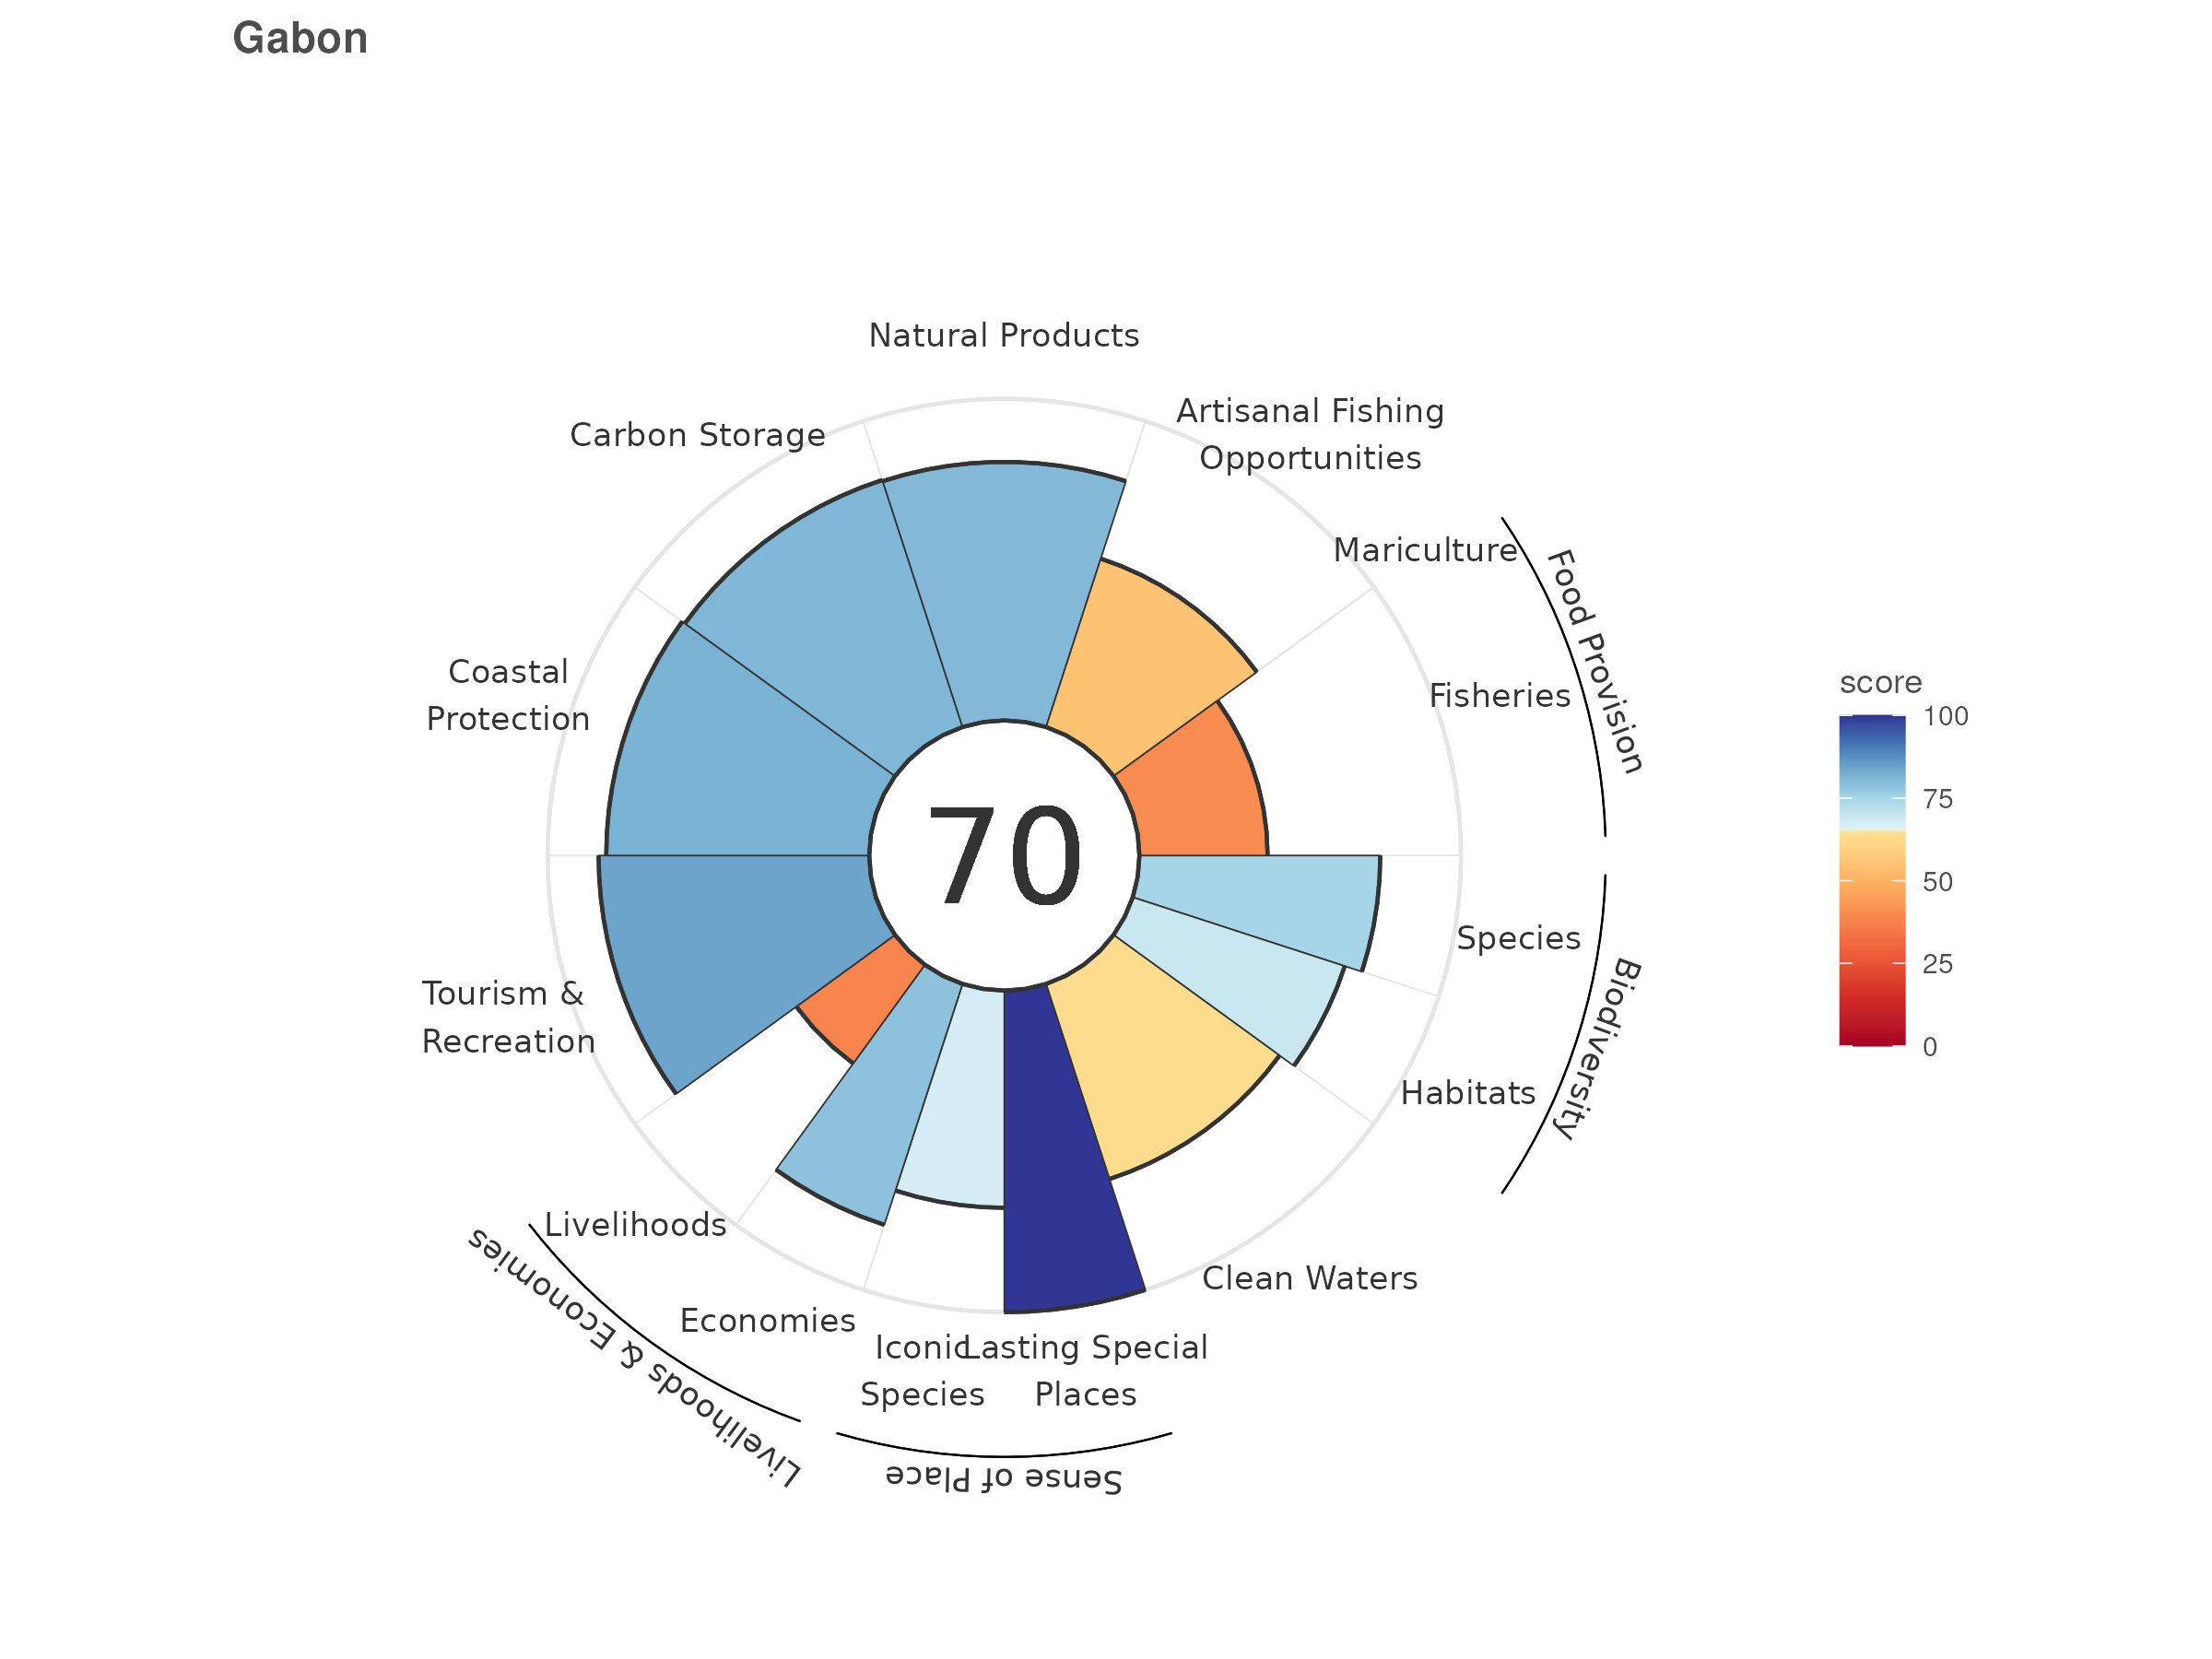 Gabon
Natural Products
Artisanal Fishing
Opportunities
Carbon Storage
Mariculture
Food Provision
Fisheries
Coastal
Protection
70
score
100
75
50
25
0
Species
Biodiversity
Habitats
Tourism &
Recreation
Livelihoods
Livelihoods & Economies
Economies
Clean Waters
Iconic
Species
Lasting Special
Places
Sense of Place